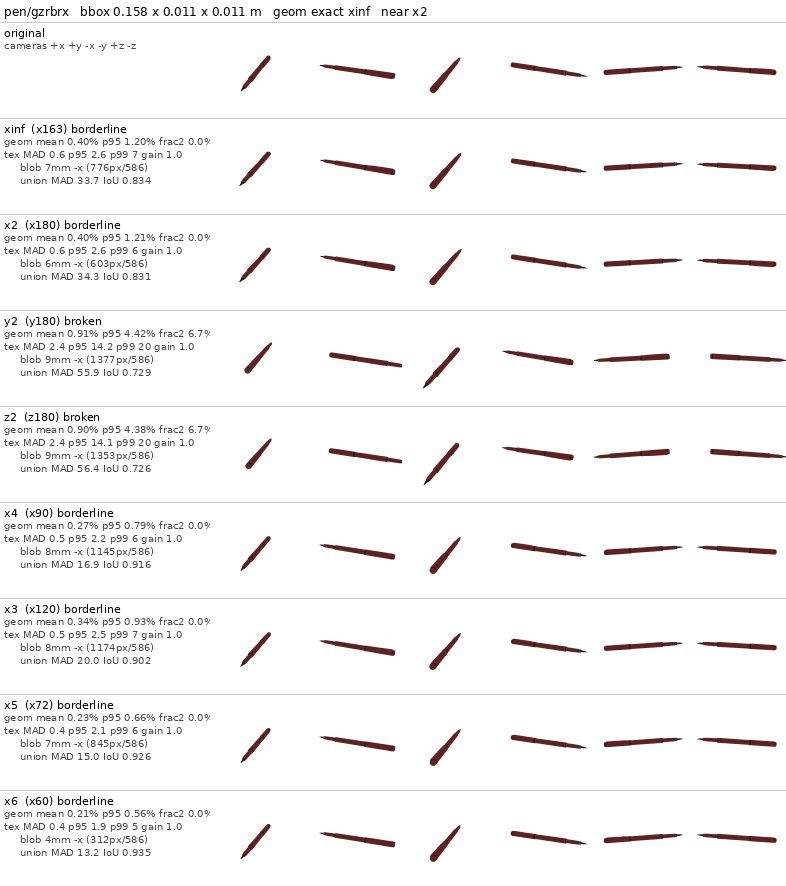 pen/gzrbrx   bbox 0.158 x 0.011 x 0.011 m   geom exact xinf   near x2
original
cameras +x +y -x -y +z -z
xinf  (x163) borderline
geom mean 0.40% p95 1.20% frac2 0.0%
tex MAD 0.6 p95 2.6 p99 7 gain 1.0
blob 7mm -x (776px/586)
union MAD 33.7 IoU 0.834
x2  (x180) borderline
geom mean 0.40% p95 1.21% frac2 0.0%
tex MAD 0.6 p95 2.6 p99 6 gain 1.0
blob 6mm -x (603px/586)
union MAD 34.3 IoU 0.831
y2  (y180) broken
geom mean 0.91% p95 4.42% frac2 6.7%
tex MAD 2.4 p95 14.2 p99 20 gain 1.0
blob 9mm -x (1377px/586)
union MAD 55.9 IoU 0.729
z2  (z180) broken
geom mean 0.90% p95 4.38% frac2 6.7%
tex MAD 2.4 p95 14.1 p99 20 gain 1.0
blob 9mm -x (1353px/586)
union MAD 56.4 IoU 0.726
x4  (x90) borderline
geom mean 0.27% p95 0.79% frac2 0.0%
tex MAD 0.5 p95 2.2 p99 6 gain 1.0
blob 8mm -x (1145px/586)
union MAD 16.9 IoU 0.916
x3  (x120) borderline
geom mean 0.34% p95 0.93% frac2 0.0%
tex MAD 0.5 p95 2.5 p99 7 gain 1.0
blob 8mm -x (1174px/586)
union MAD 20.0 IoU 0.902
x5  (x72) borderline
geom mean 0.23% p95 0.66% frac2 0.0%
tex MAD 0.4 p95 2.1 p99 6 gain 1.0
blob 7mm -x (845px/586)
union MAD 15.0 IoU 0.926
x6  (x60) borderline
geom mean 0.21% p95 0.56% frac2 0.0%
tex MAD 0.4 p95 1.9 p99 5 gain 1.0
blob 4mm -x (312px/586)
union MAD 13.2 IoU 0.935